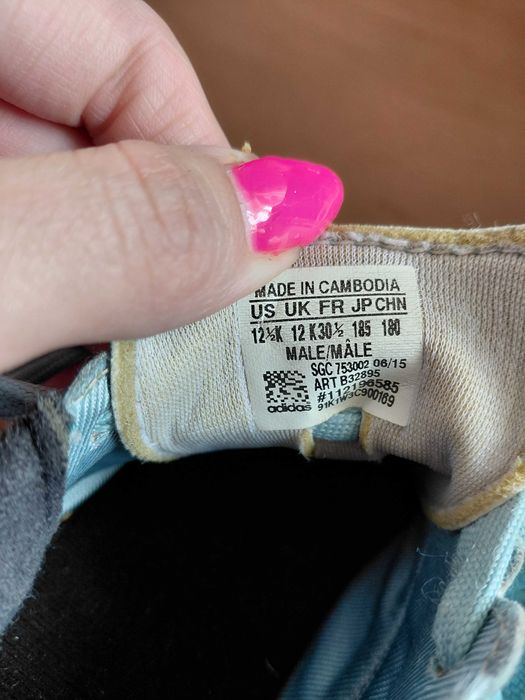 MADE IN CAMBODIA
US UK FR JP CHN
12½K 12 K 30½ 185 180
MALE/MÂLE
SGC 753002 06/15
ART B32895
#112196585
91K1W3C900169
adidas